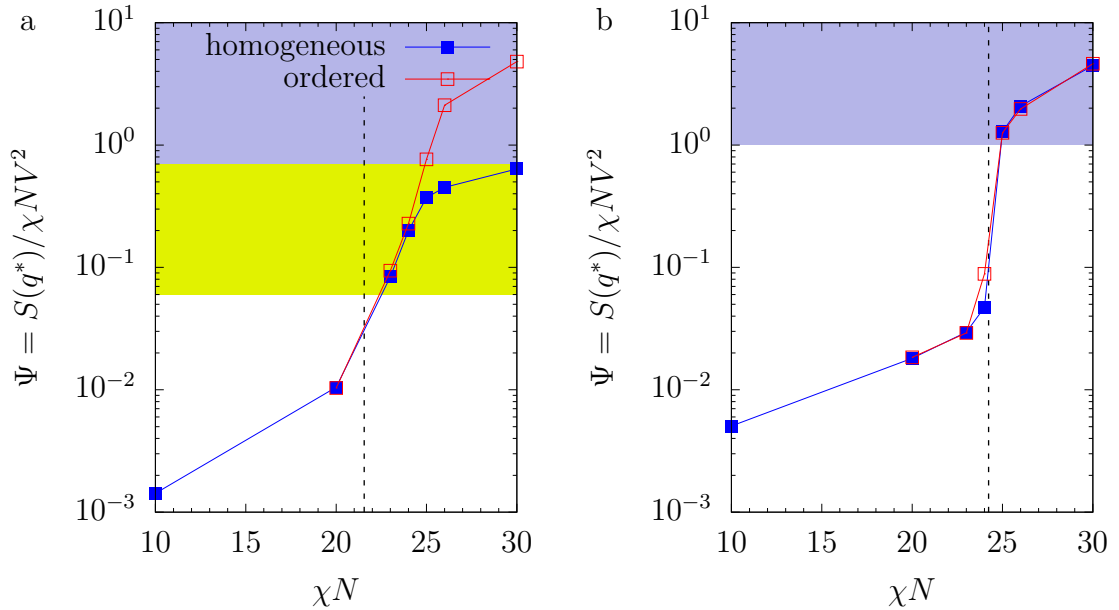 a
homogeneous
ordered
10^1
10^0
10^{-1}
10^{-2}
10^{-3}
Ψ = S(q*)/χNV^2
10 15 20 25 30
χN
b
10^1
10^0
10^{-1}
10^{-2}
10^{-3}
Ψ = S(q*)/χNV^2
10 15 20 25 30
χN